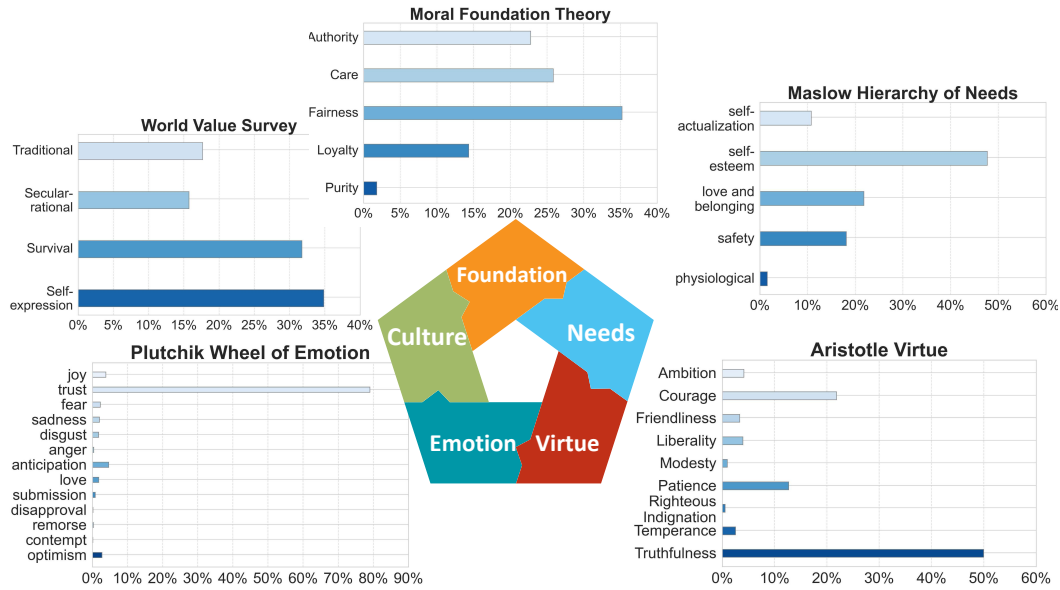 Moral Foundation Theory
Authority
Care
Fairness
Loyalty
Purity
0% 5% 10% 15% 20% 25% 30% 35% 40%
World Value Survey
Traditional
Secular-
rational
Survival
Self-
expression
0% 5% 10% 15% 20% 25% 30% 35% 40%
Maslow Hierarchy of Needs
self-
actualization
self-
esteem
love and
belonging
safety
physiological
0% 10% 20% 30% 40% 50% 60%
Foundation
Culture
Needs
Emotion
Virtue
Plutchik Wheel of Emotion
joy
trust
fear
sadness
disgust
anger
anticipation
love
submission
disapproval
remorse
contempt
optimism
0% 10% 20% 30% 40% 50% 60% 70% 80% 90%
Aristotle Virtue
Ambition
Courage
Friendliness
Liberality
Modesty
Patience
Righteous
Indignation
Temperance
Truthfulness
0% 10% 20% 30% 40% 50% 60%